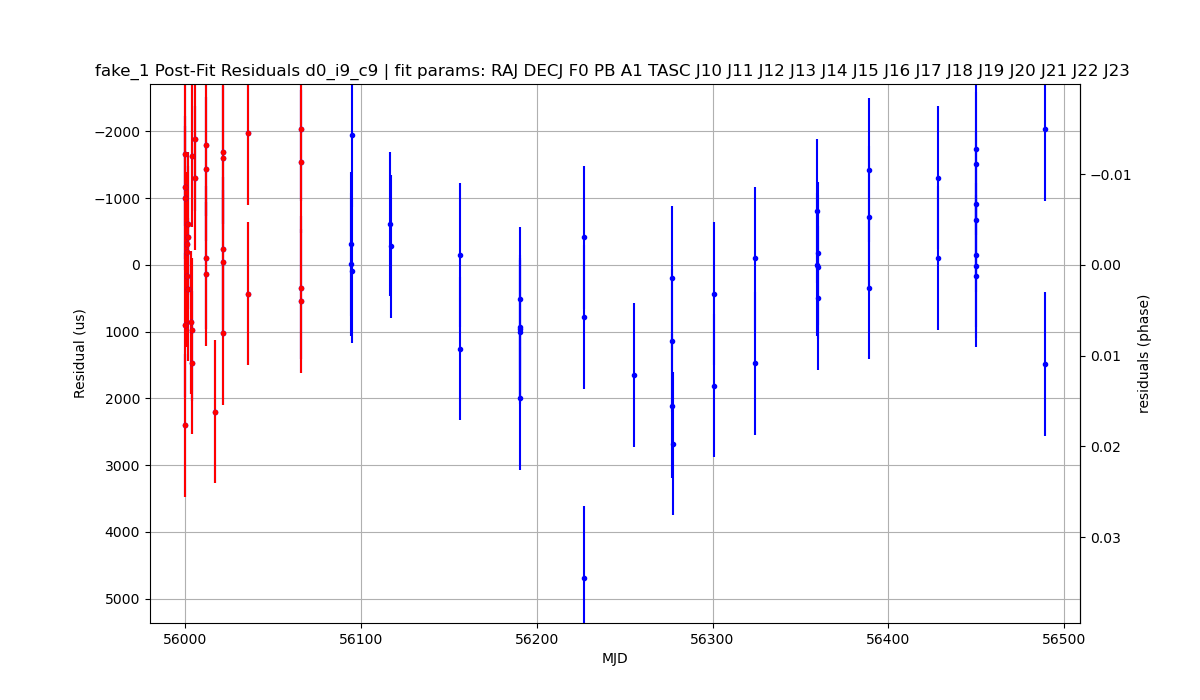 fake_1 Post-Fit Residuals d0_i9_c9 | fit params: RAJ DECJ F0 PB A1 TASC J10 J11 J12 J13 J14 J15 J16 J17 J18 J19 J20 J21 J22 J23
−2000
−1000
0
1000
2000
3000
4000
5000
Residual (us)
−0.01
0.00
0.01
0.02
0.03
residuals (phase)
56000 56100 56200 56300 56400 56500
MJD